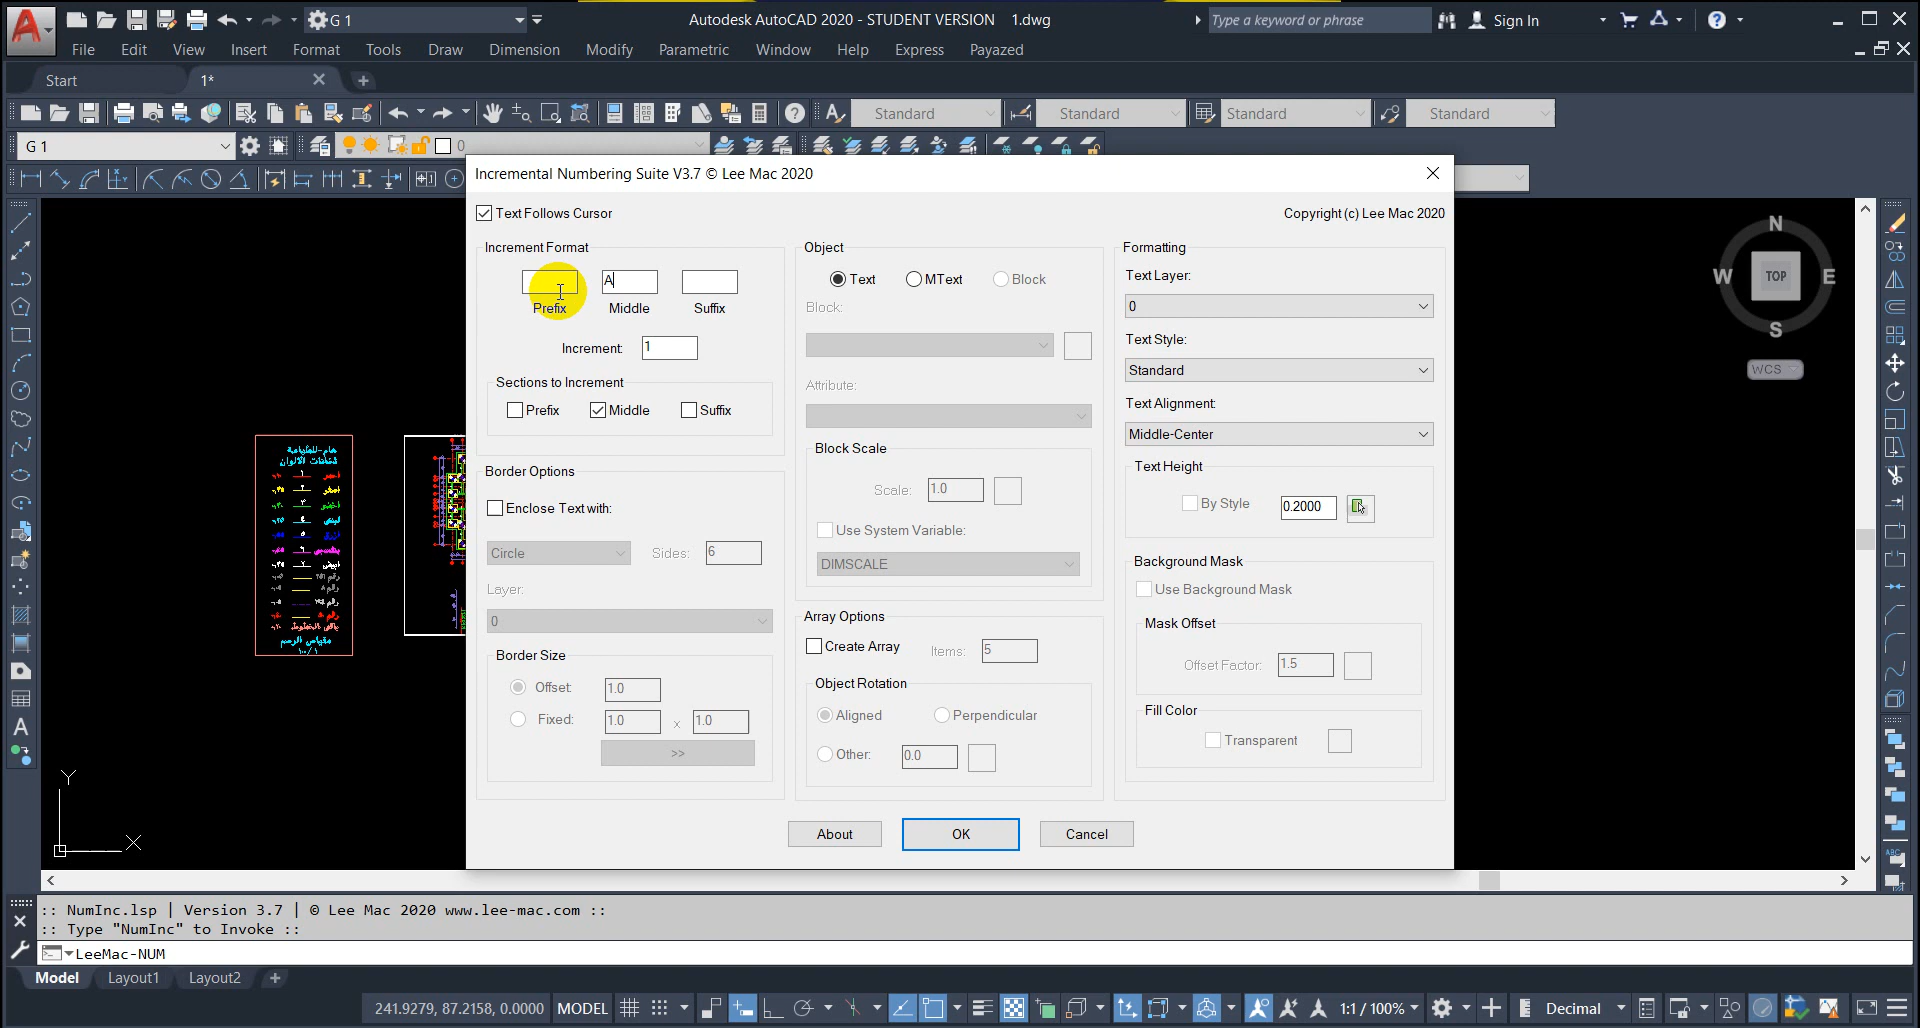 G 1
Autodesk AutoCAD 2020 - STUDENT VERSION 1.dwg
Type a keyword or phrase
Sign In
File Edit View Insert Format Tools Draw Dimension Modify Parametric Window Help Express Payazed
Start
1*
Standard
Standard
Standard
Standard
G 1
0
Incremental Numbering Suite V3.7 © Lee Mac 2020
Text Follows Cursor
Copyright (c) Lee Mac 2020
Increment Format
A
Prefix Middle Suffix
Increment: 1
Sections to Increment
Prefix Middle Suffix
Border Options
Enclose Text with:
Circle Sides: 6
Layer:
0
Border Size
Offset: 1.0
Fixed: 1.0 x 1.0
>>
Object
Text MText Block
Block:
Attribute:
Block Scale
Scale: 1.0
Use System Variable:
DIMSCALE
Array Options
Create Array Items: 5
Object Rotation
Aligned Perpendicular
Other: 0.0
Formatting
Text Layer:
0
Text Style:
Standard
Text Alignment:
Middle-Center
Text Height
By Style 0.2000
Background Mask
Use Background Mask
Mask Offset
Offset Factor: 1.5
Fill Color
Transparent
About OK Cancel
N
W TOP E
S
WCS
Y
X
مقياس الرسم
١/١٠٠
:: NumInc.lsp | Version 3.7 | © Lee Mac 2020 www.lee-mac.com ::
:: Type "NumInc" to Invoke ::
LeeMac-NUM
Model Layout1 Layout2
241.9279, 87.2158, 0.0000 MODEL
1:1 / 100%
Decimal